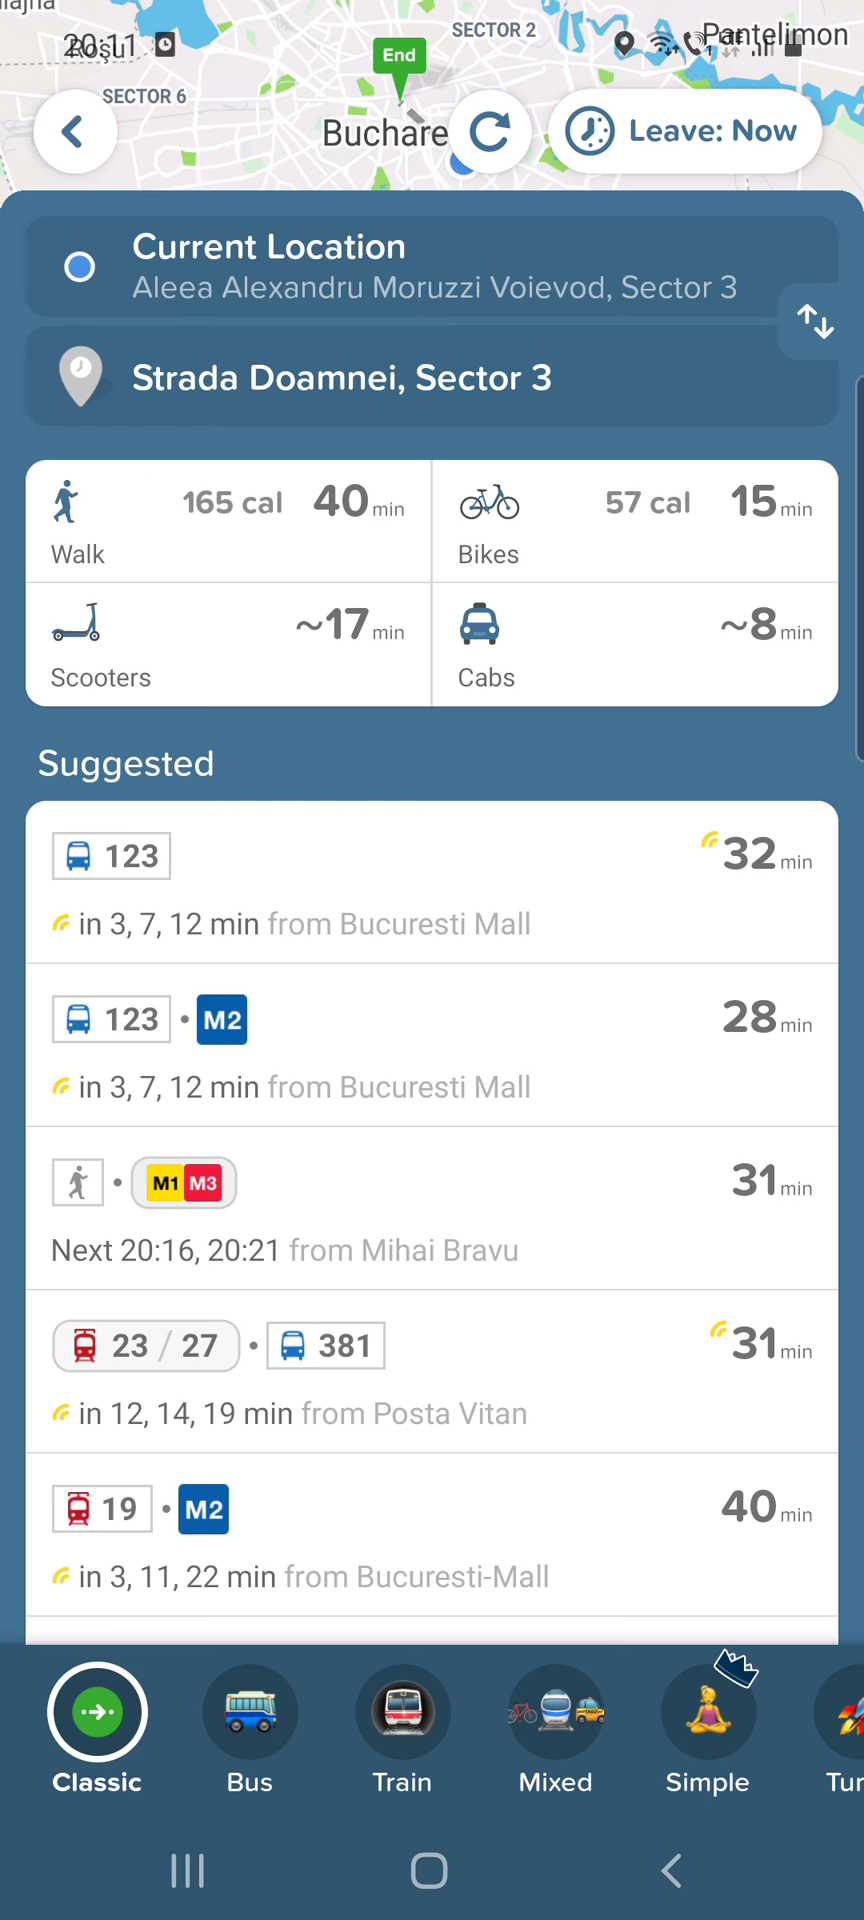 SECTOR 2
20:11
Roşu
Pantelimon
End
SECTOR 6
Buchare
Leave: Now
Current Location
Aleea Alexandru Moruzzi Voievod, Sector 3
Strada Doamnei, Sector 3
165 cal 40 min
Walk
57 cal 15 min
Bikes
~17 min
Scooters
~8 min
Cabs
Suggested
123 32 min
in 3, 7, 12 min from Bucuresti Mall
123 • M2 28 min
in 3, 7, 12 min from Bucuresti Mall
• M1 M3 31 min
Next 20:16, 20:21 from Mihai Bravu
23 / 27 • 381 31 min
in 12, 14, 19 min from Posta Vitan
19 • M2 40 min
in 3, 11, 22 min from Bucuresti-Mall
Classic
Bus
Train
Mixed
Simple
Tur